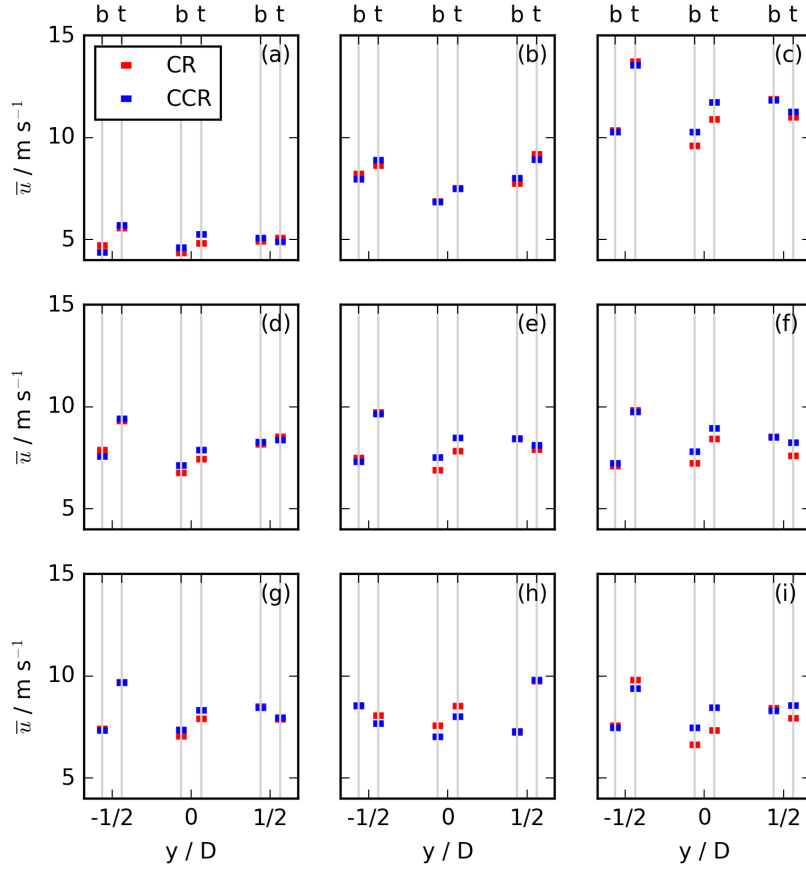 b t b t b t b t b t b t b t b t b t
15 (a) (b) (c)
CR
CCR
10
u̅ / m s⁻¹
5
15 (d) (e) (f)
10
u̅ / m s⁻¹
5
15 (g) (h) (i)
10
u̅ / m s⁻¹
5
-1/2 0 1/2 -1/2 0 1/2 -1/2 0 1/2
y / D y / D y / D